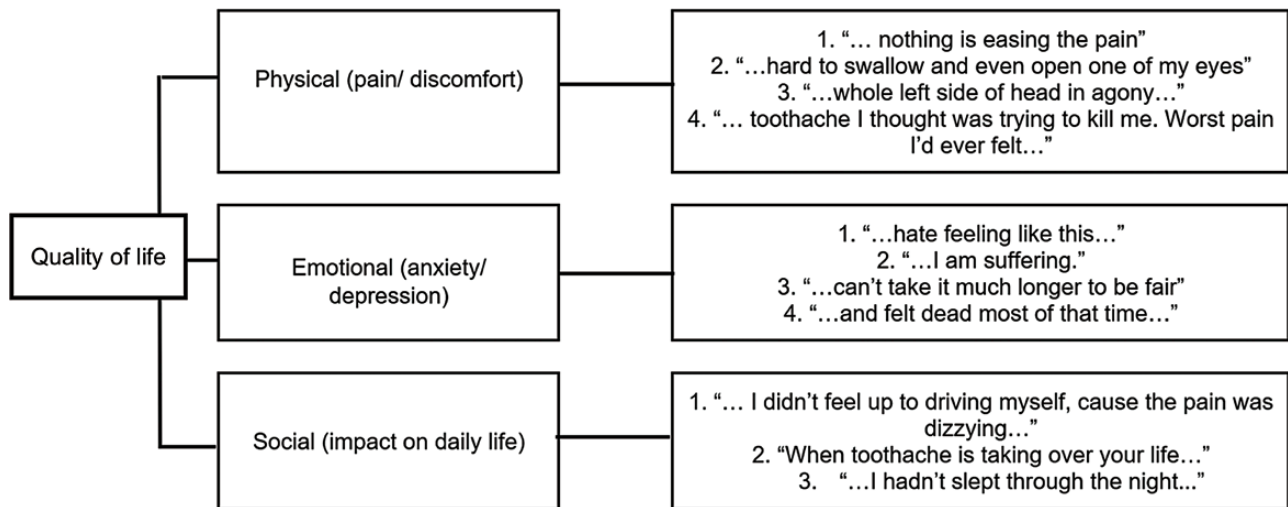 Quality of life
Physical (pain/ discomfort)
1. “… nothing is easing the pain”
2. “…hard to swallow and even open one of my eyes”
3. “…whole left side of head in agony…”
4. “… toothache I thought was trying to kill me. Worst pain
I’d ever felt…”
Emotional (anxiety/
depression)
1. “…hate feeling like this…”
2. “…I am suffering.”
3. “…can’t take it much longer to be fair”
4. “…and felt dead most of that time…”
Social (impact on daily life)
1. “… I didn’t feel up to driving myself, cause the pain was
dizzying…”
2. “When toothache is taking over your life…”
3. “…I hadn’t slept through the night...”